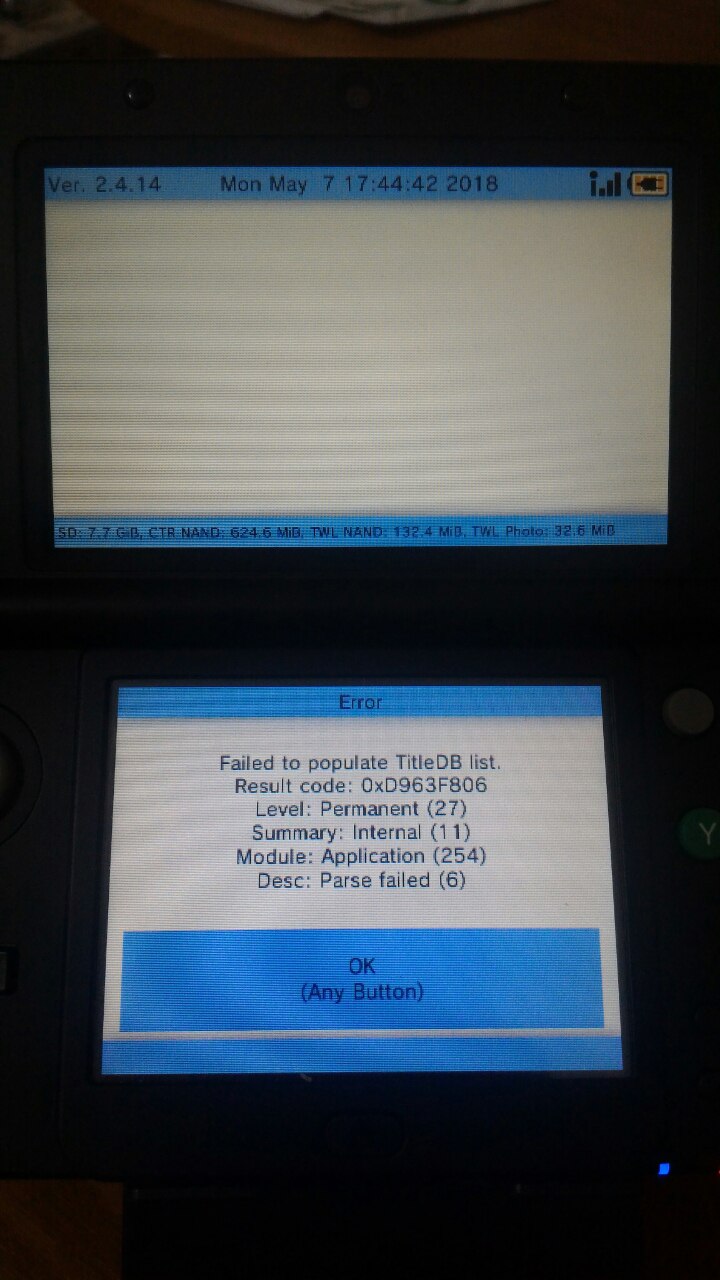 Ver. 2.4.14 Mon May 7 17:44:42 2018
SD: 7.7 GiB, CTR NAND: 624.6 MiB, TWL NAND: 132.4 MiB, TWL Photo: 32.6 MiB
Error
Failed to populate TitleDB list.
Result code: 0xD963F806
Level: Permanent (27)
Summary: Internal (11)
Module: Application (254)
Desc: Parse failed (6)
OK
(Any Button)
Y